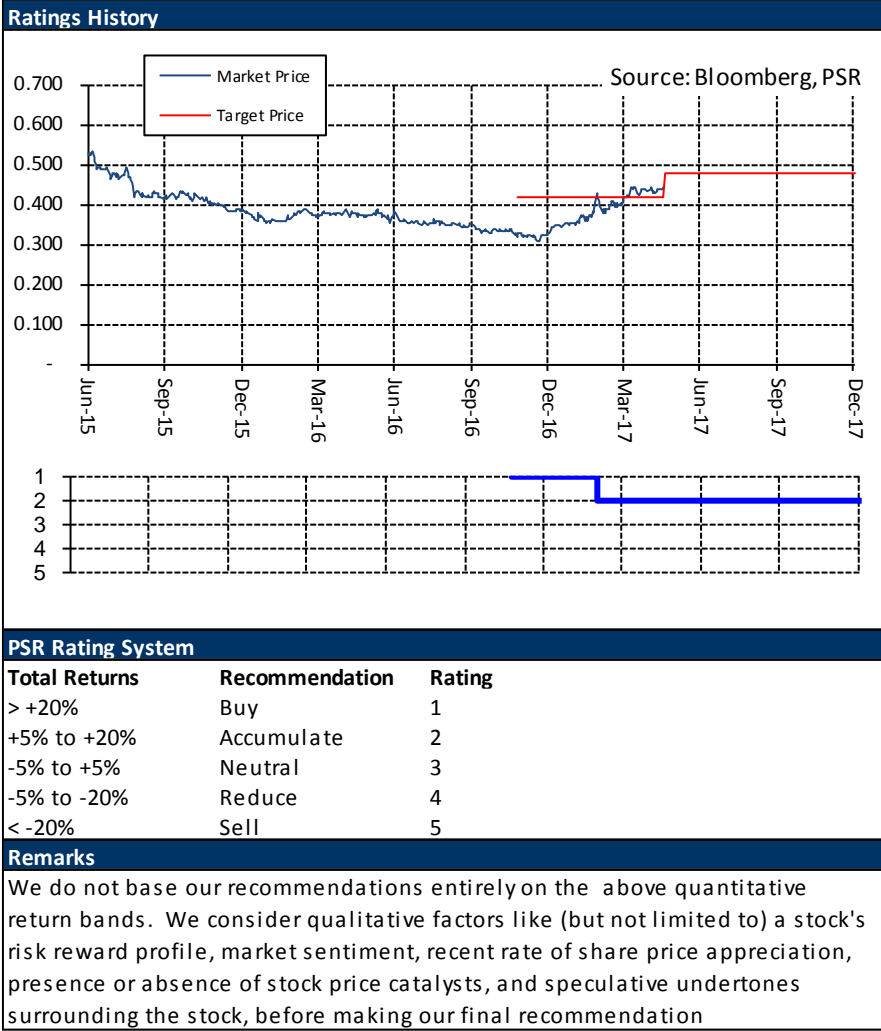 Ratings History
Market Price
Target Price
Source: Bloomberg, PSR
0.700
0.600
0.500
0.400
0.300
0.200
0.100
-
Jun-15
Sep-15
Dec-15
Mar-16
Jun-16
Sep-16
Dec-16
Mar-17
Jun-17
Sep-17
Dec-17
1
2
3
4
5
PSR Rating System
Total Returns Recommendation Rating
> +20% Buy 1
+5% to +20% Accumulate 2
-5% to +5% Neutral 3
-5% to -20% Reduce 4
< -20% Sell 5
Remarks
We do not base our recommendations entirely on the above quantitative
return bands. We consider qualitative factors like (but not limited to) a stock's
risk reward profile, market sentiment, recent rate of share price appreciation,
presence or absence of stock price catalysts, and speculative undertones
surrounding the stock, before making our final recommendation